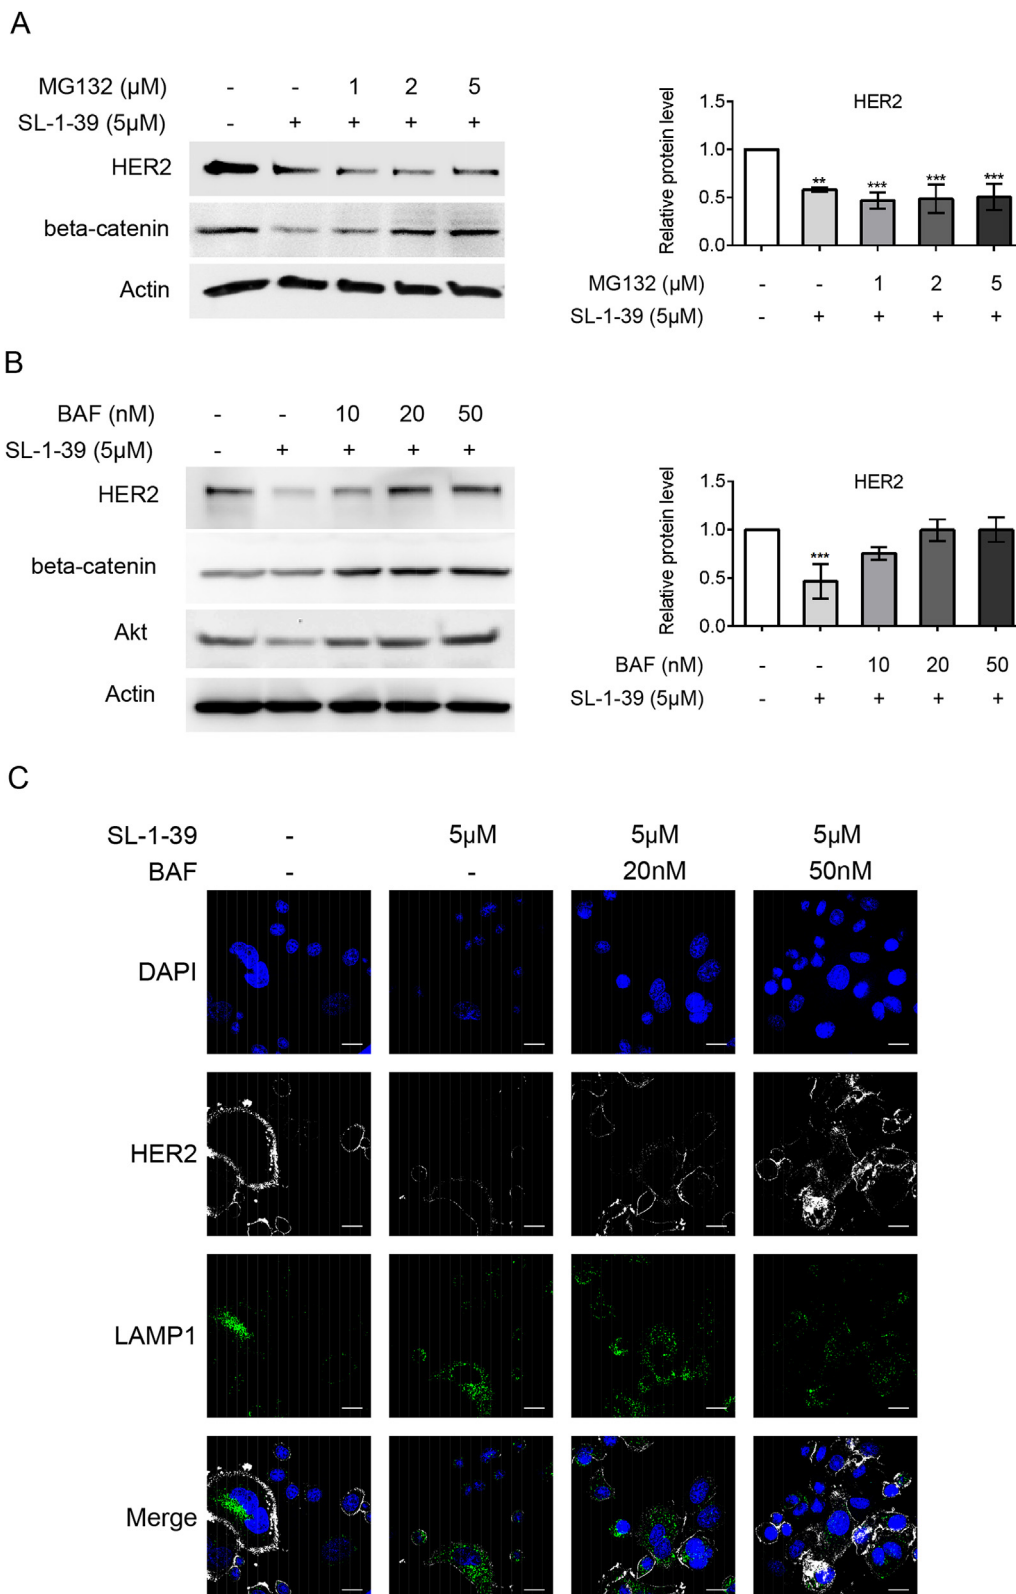 A
MG132 (µM) - - 1 2 5
SL-1-39 (5µM) - + + + +
HER2
beta-catenin
Actin
HER2
Relative protein level
1.5
1.0
0.5
0.0
** *** *** ***
MG132 (µM) - - 1 2 5
SL-1-39 (5µM) - + + + +
B
BAF (nM) - - 10 20 50
SL-1-39 (5µM) - + + + +
HER2
beta-catenin
Akt
Actin
HER2
Relative protein level
1.5
1.0
0.5
0.0
***
BAF (nM) - - 10 20 50
SL-1-39 (5µM) - + + + +
C
SL-1-39 - 5µM 5µM 5µM
BAF - - 20nM 50nM
DAPI
HER2
LAMP1
Merge